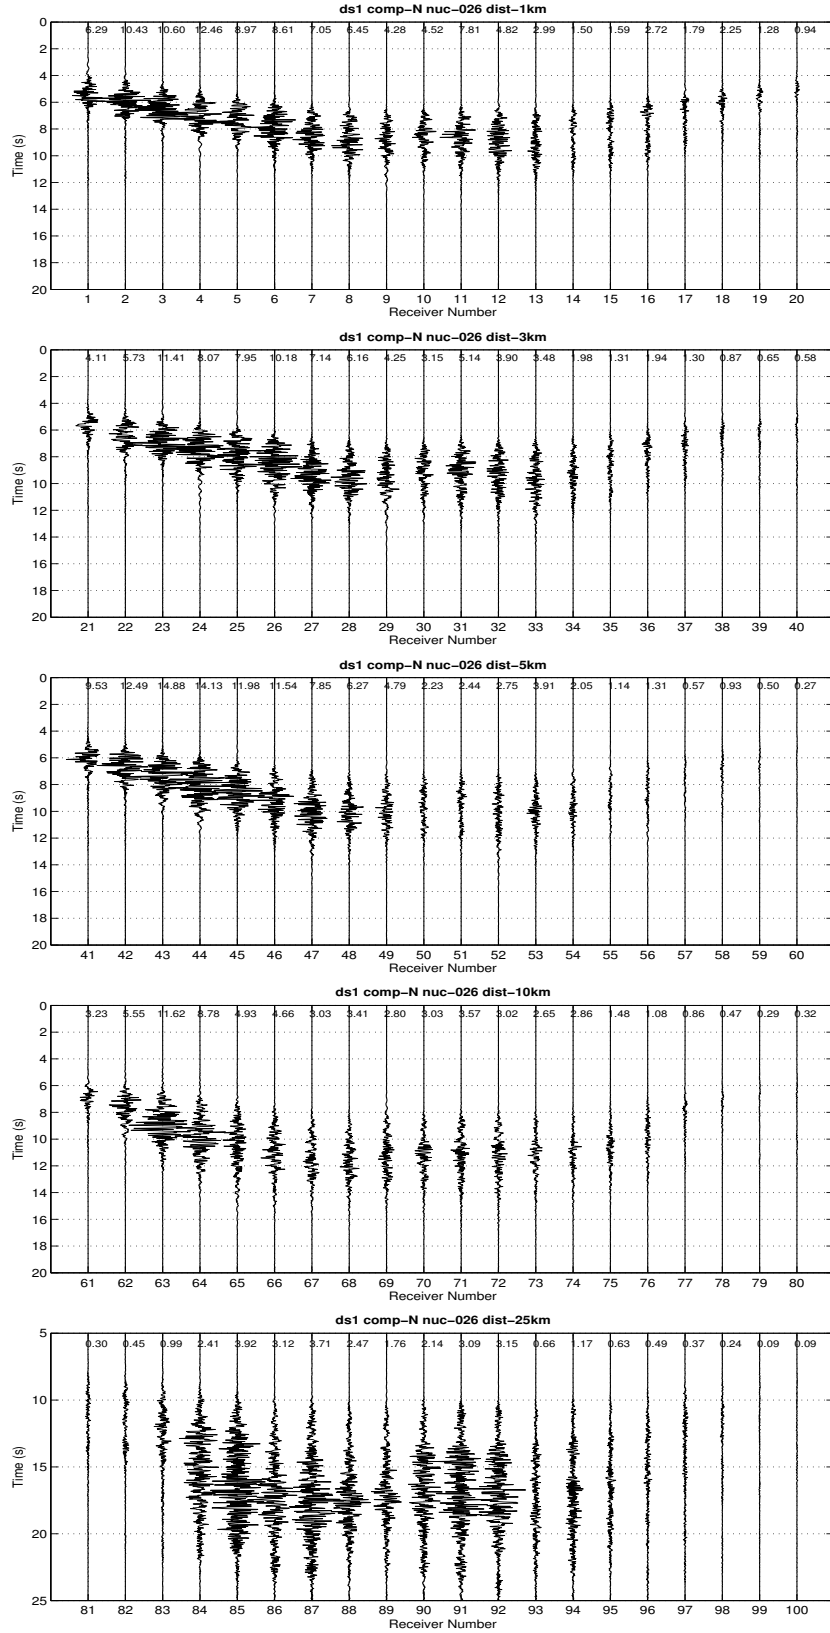 ds1 comp−N nuc−026 dist−1km
6.29 10.43 10.60 12.46 8.97 8.61 7.05 6.45 4.28 4.52 7.81 4.82 2.99 1.50 1.59 2.72 1.79 2.25 1.28 0.94
0
2
4
6
8
10
12
14
16
18
20
Time (s)
1 2 3 4 5 6 7 8 9 10 11 12 13 14 15 16 17 18 19 20
Receiver Number
ds1 comp−N nuc−026 dist−3km
4.11 5.73 11.41 8.07 7.95 10.18 7.14 6.16 4.25 3.15 5.14 3.90 3.48 1.98 1.31 1.94 1.30 0.87 0.65 0.58
0
2
4
6
8
10
12
14
16
18
20
Time (s)
21 22 23 24 25 26 27 28 29 30 31 32 33 34 35 36 37 38 39 40
Receiver Number
ds1 comp−N nuc−026 dist−5km
9.53 12.49 14.88 14.13 11.98 11.54 7.85 6.27 4.79 2.23 2.44 2.75 3.91 2.05 1.14 1.31 0.57 0.93 0.50 0.27
0
2
4
6
8
10
12
14
16
18
20
Time (s)
41 42 43 44 45 46 47 48 49 50 51 52 53 54 55 56 57 58 59 60
Receiver Number
ds1 comp−N nuc−026 dist−10km
3.23 5.55 11.62 8.78 4.93 4.66 3.03 3.41 2.80 3.03 3.57 3.02 2.65 2.86 1.48 1.08 0.86 0.47 0.29 0.32
0
2
4
6
8
10
12
14
16
18
20
Time (s)
61 62 63 64 65 66 67 68 69 70 71 72 73 74 75 76 77 78 79 80
Receiver Number
ds1 comp−N nuc−026 dist−25km
0.30 0.45 0.99 2.41 3.92 3.12 3.71 2.47 1.76 2.14 3.09 3.15 0.66 1.17 0.63 0.49 0.37 0.24 0.09 0.09
5
10
15
20
25
Time (s)
81 82 83 84 85 86 87 88 89 90 91 92 93 94 95 96 97 98 99 100
Receiver Number